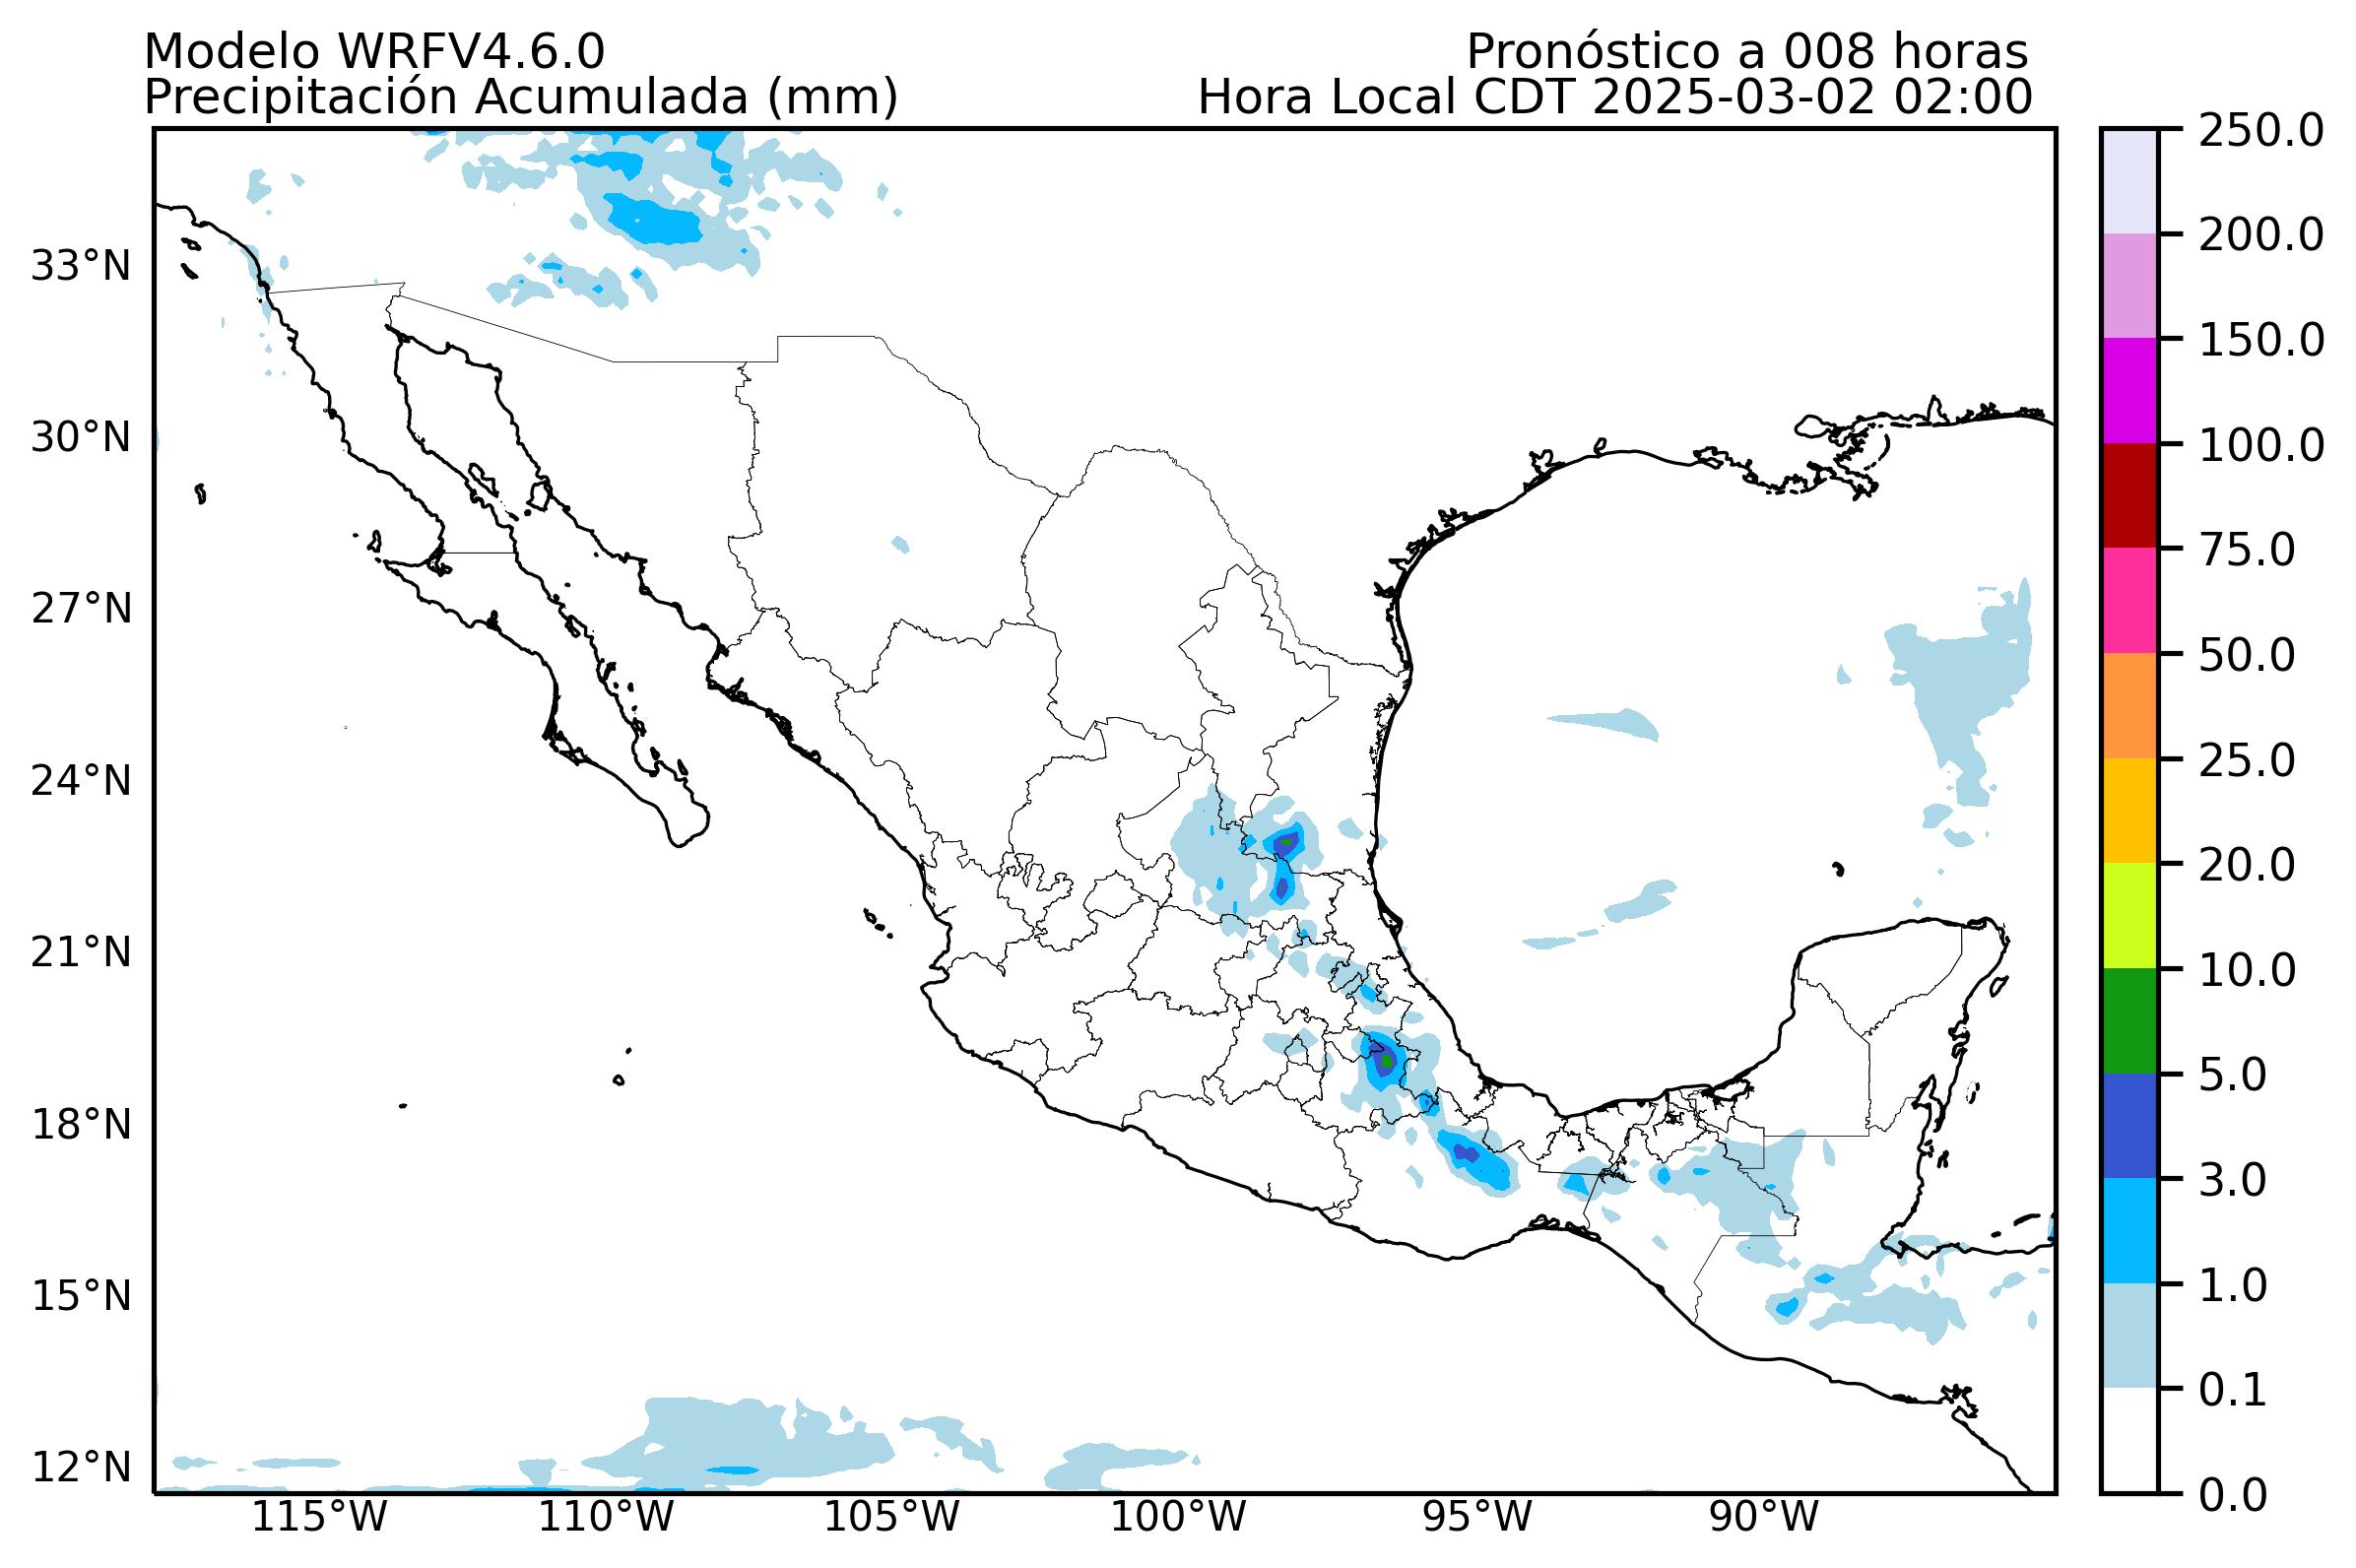 Modelo WRFV4.6.0
Pronóstico a 008 horas
Precipitación Acumulada (mm)
Hora Local CDT 2025-03-02 02:00
33°N
30°N
27°N
24°N
21°N
18°N
15°N
12°N
115°W
110°W
105°W
100°W
95°W
90°W
250.0
200.0
150.0
100.0
75.0
50.0
25.0
20.0
10.0
5.0
3.0
1.0
0.1
0.0